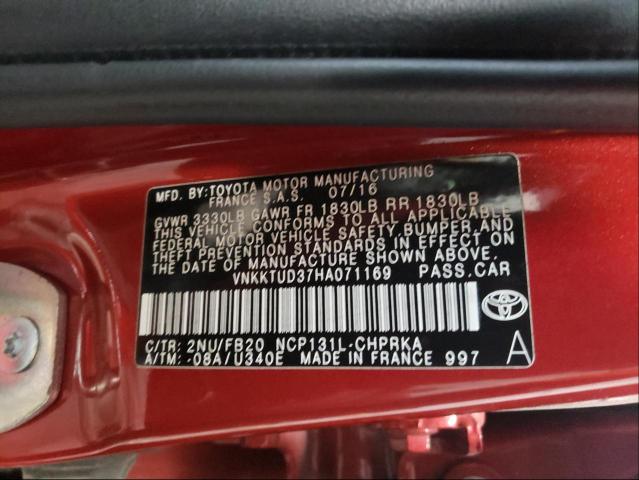 MFD. BY:TOYOTA MOTOR MANUFACTURING
FRANCE S.A.S. 07/16
GVWR 3330LB GAWR FR 1830LB RR 1830LB
THIS VEHICLE CONFORMS TO ALL APPLICABLE
FEDERAL MOTOR VEHICLE SAFETY, BUMPER, AND
THEFT PREVENTION STANDARDS IN EFFECT ON
THE DATE OF MANUFACTURE SHOWN ABOVE.
VNKKTUD37HA071169 PASS.CAR
C/TR: 2NU/FB20 NCP131L-CHPRKA
A/TM: -08A/U340E MADE IN FRANCE 997
A